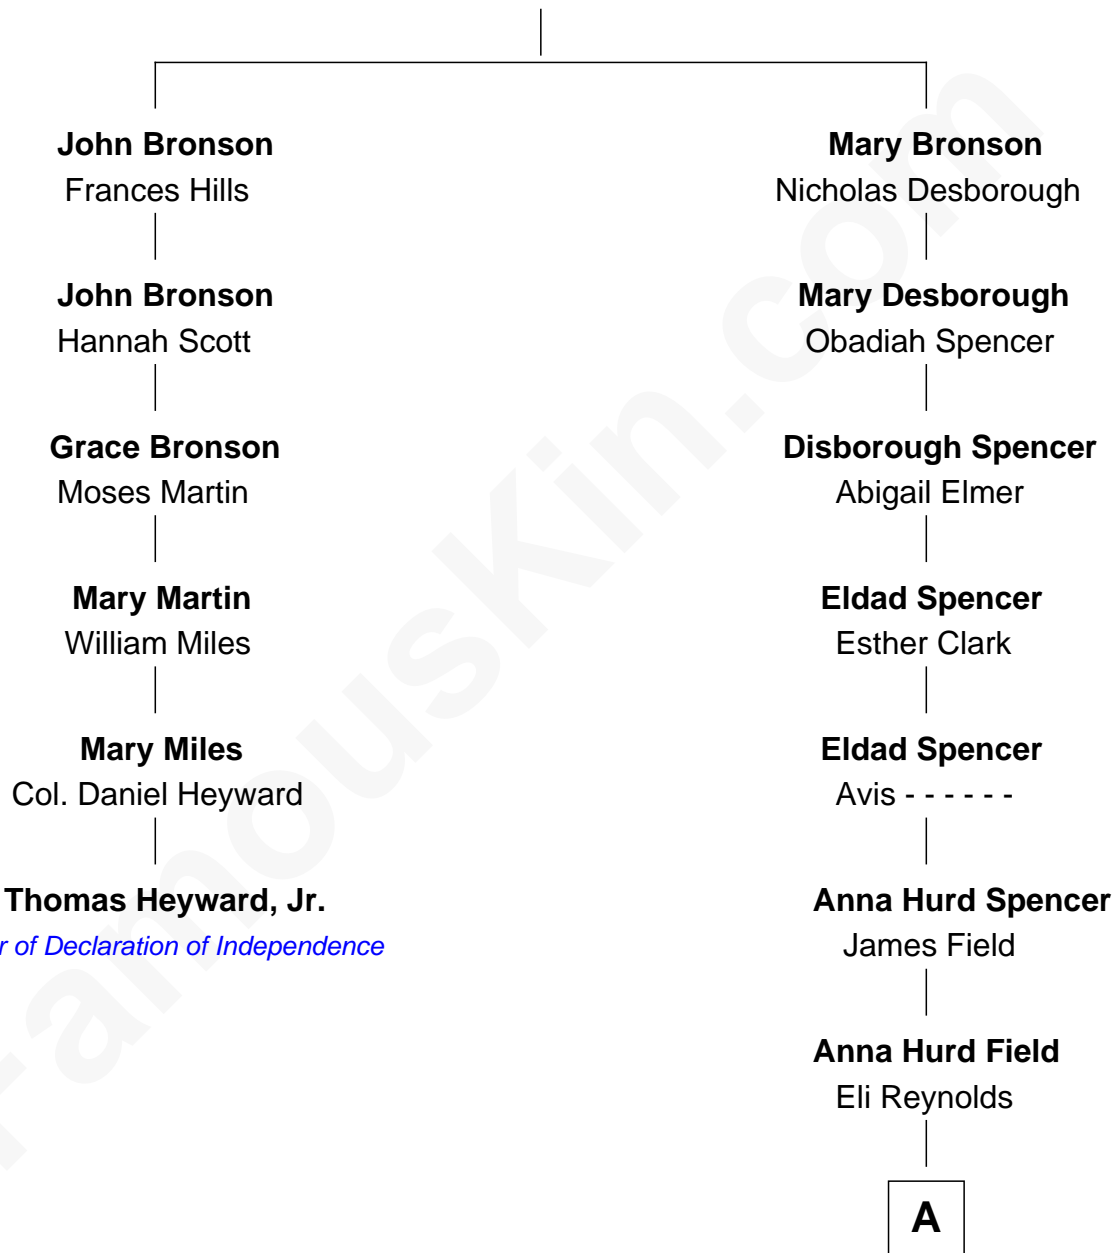 John Bronson
Frances Hills
John Bronson
Hannah Scott
Grace Bronson
Moses Martin
Mary Martin
William Miles
Mary Miles
Col. Daniel Heyward
Thomas Heyward, Jr.
of Declaration of Independence
Mary Bronson
Nicholas Desborough
Mary Desborough
Obadiah Spencer
Disborough Spencer
Abigail Elmer
Eldad Spencer
Esther Clark
Eldad Spencer
Avis - - - - - -
Anna Hurd Spencer
James Field
Anna Hurd Field
Eli Reynolds
A
FamousKin.com